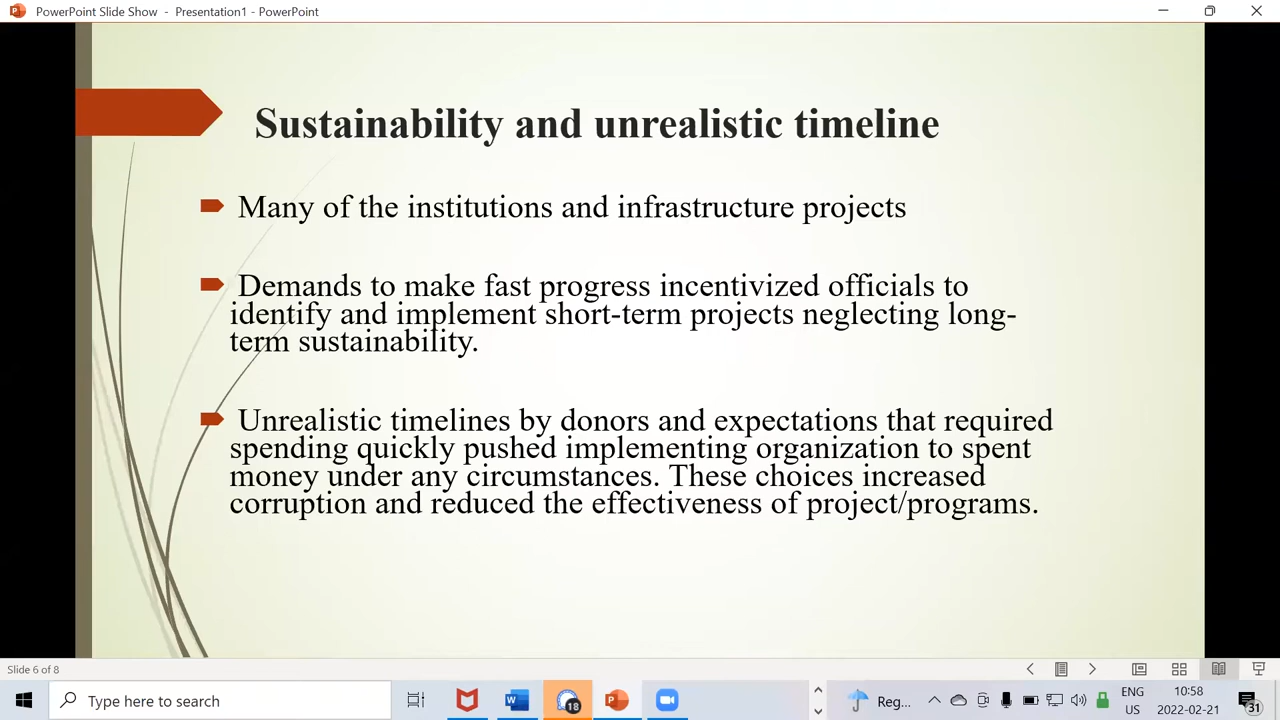 PowerPoint Slide Show - Presentation1 - PowerPoint
Sustainability and unrealistic timeline
Many of the institutions and infrastructure projects
Demands to make fast progress incentivized officials to
identify and implement short-term projects neglecting long-
term sustainability.
Unrealistic timelines by donors and expectations that required
spending quickly pushed implementing organization to spent
money under any circumstances. These choices increased
corruption and reduced the effectiveness of project/programs.
Slide 6 of 8
Type here to search
W
18
P
Reg...
ENG
US
10:58
2022-02-21
31